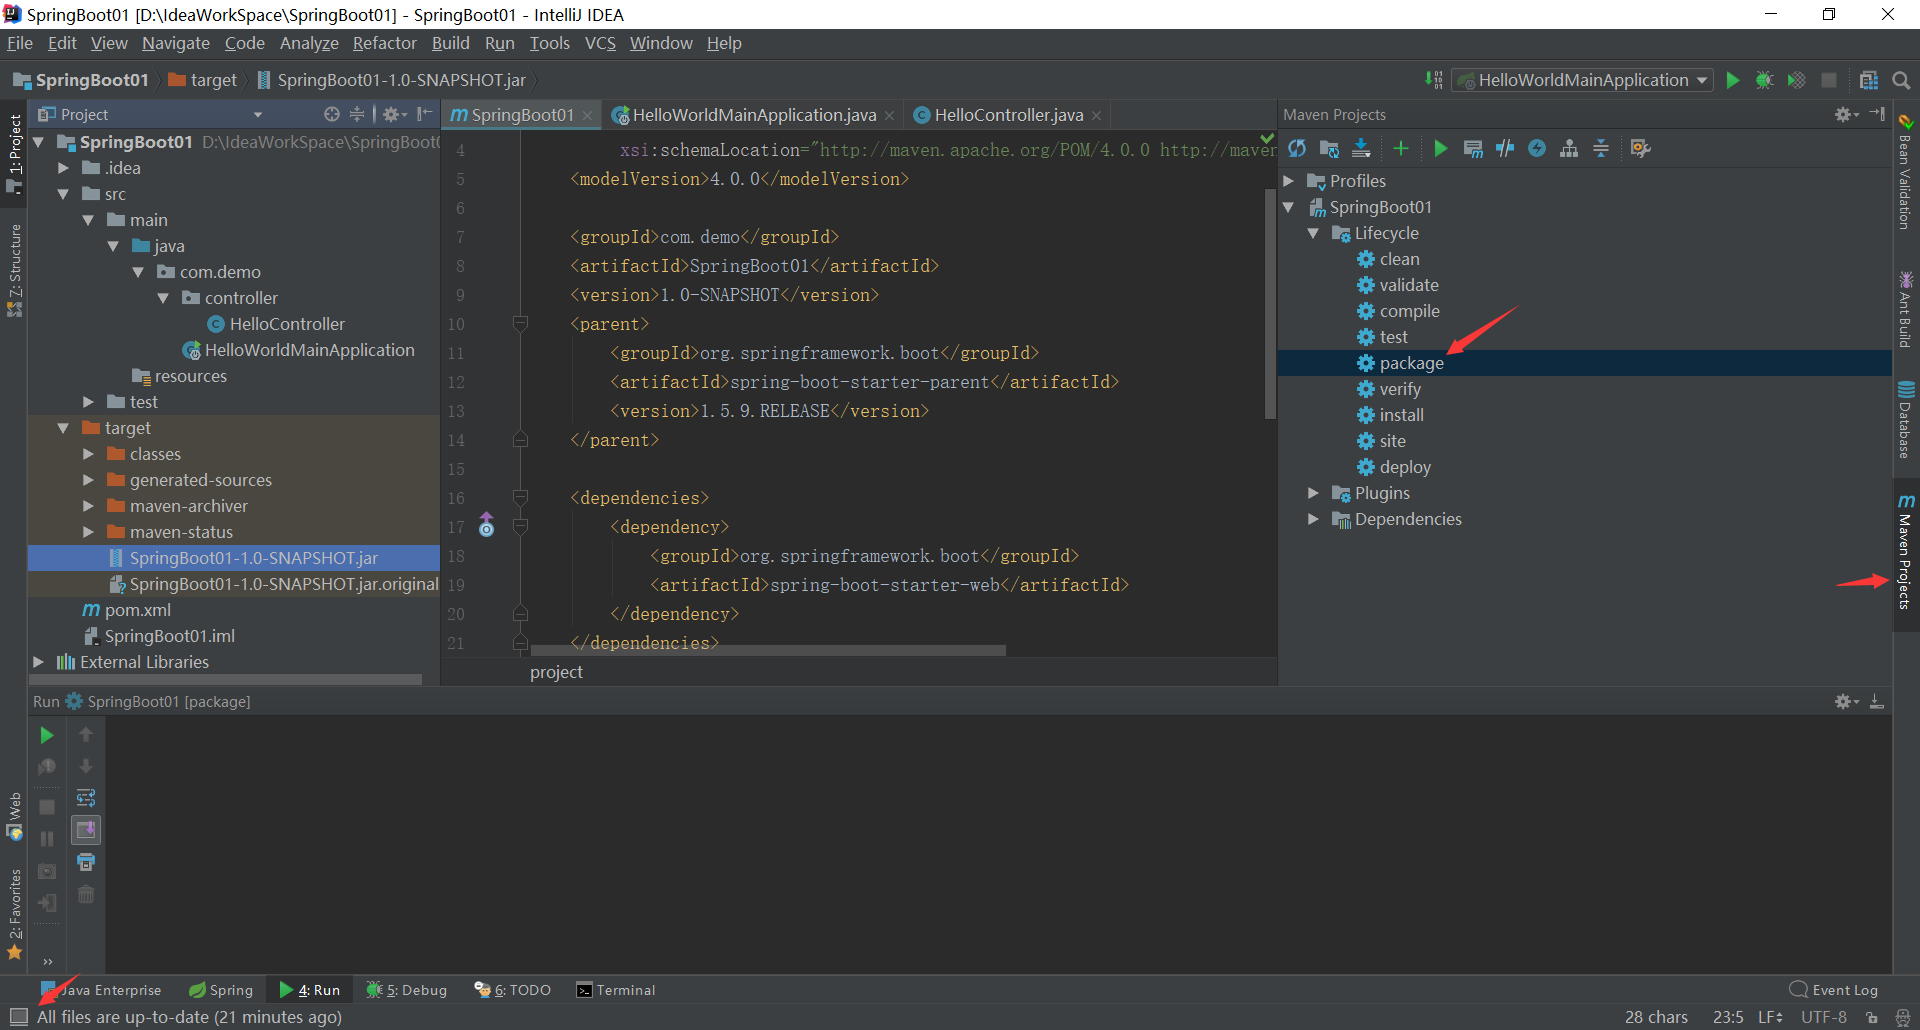 SpringBoot01 [D:\IdeaWorkSpace\SpringBoot01] - SpringBoot01 - IntelliJ IDEA
File Edit View Navigate Code Analyze Refactor Build Run Tools VCS Window Help
SpringBoot01 target SpringBoot01-1.0-SNAPSHOT.jar HelloWorldMainApplication
1: Project
Z: Structure
Web
2: Favorites
Project
SpringBoot01 D:\IdeaWorkSpace\SpringBoot0
.idea
src
main
java
com.demo
controller
HelloController
HelloWorldMainApplication
resources
test
target
classes
generated-sources
maven-archiver
maven-status
SpringBoot01-1.0-SNAPSHOT.jar
SpringBoot01-1.0-SNAPSHOT.jar.original
pom.xml
SpringBoot01.iml
External Libraries
SpringBoot01 HelloWorldMainApplication.java HelloController.java
4 xsi:schemaLocation="http://maven.apache.org/POM/4.0.0 http://maven
5 <modelVersion>4.0.0</modelVersion>
6
7 <groupId>com.demo</groupId>
8 <artifactId>SpringBoot01</artifactId>
9 <version>1.0-SNAPSHOT</version>
10 <parent>
11 <groupId>org.springframework.boot</groupId>
12 <artifactId>spring-boot-starter-parent</artifactId>
13 <version>1.5.9.RELEASE</version>
14 </parent>
15
16 <dependencies>
17 <dependency>
18 <groupId>org.springframework.boot</groupId>
19 <artifactId>spring-boot-starter-web</artifactId>
20 </dependency>
21 </dependencies>
project
Maven Projects
Profiles
SpringBoot01
Lifecycle
clean
validate
compile
test
package
verify
install
site
deploy
Plugins
Dependencies
Bean Validation
Ant Build
Database
Maven Projects
Run SpringBoot01 [package]
Java Enterprise Spring 4: Run 5: Debug 6: TODO Terminal Event Log
All files are up-to-date (21 minutes ago) 28 chars 23:5 LF UTF-8